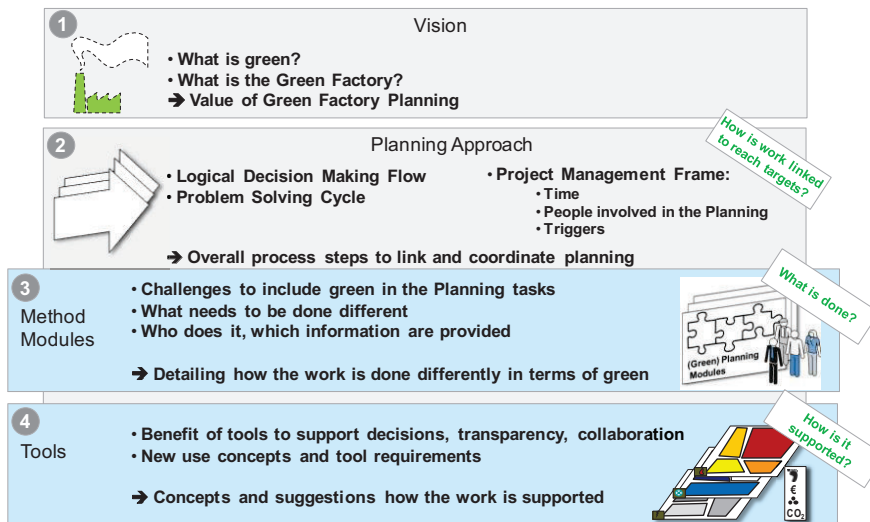 1
Vision
• What is green?
• What is the Green Factory?
➔ Value of Green Factory Planning
2
Planning Approach
How is work linked
to reach targets?
• Logical Decision Making Flow
• Problem Solving Cycle
• Project Management Frame:
• Time
• People involved in the Planning
• Triggers
➔ Overall process steps to link and coordinate planning
3
Method
Modules
• Challenges to include green in the Planning tasks
• What needs to be done different
• Who does it, which information are provided
➔ Detailing how the work is done differently in terms of green
What is done?
(Green) Planning
Modules
4
Tools
• Benefit of tools to support decisions, transparency, collaboration
• New use concepts and tool requirements
➔ Concepts and suggestions how the work is supported
How is it
supported?
€
CO₂